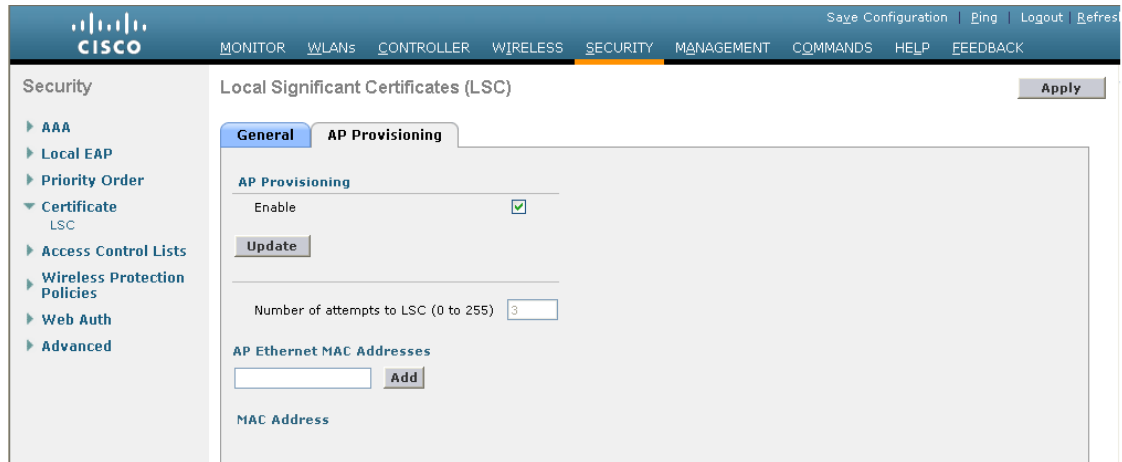 Save Configuration | Ping | Logout | Refres
CISCO
MONITOR WLANs CONTROLLER WIRELESS SECURITY MANAGEMENT COMMANDS HELP FEEDBACK
Security
Local Significant Certificates (LSC)
Apply
AAA
Local EAP
Priority Order
Certificate
LSC
Access Control Lists
Wireless Protection
Policies
Web Auth
Advanced
General
AP Provisioning
AP Provisioning
Enable
Update
Number of attempts to LSC (0 to 255) 3
AP Ethernet MAC Addresses
Add
MAC Address